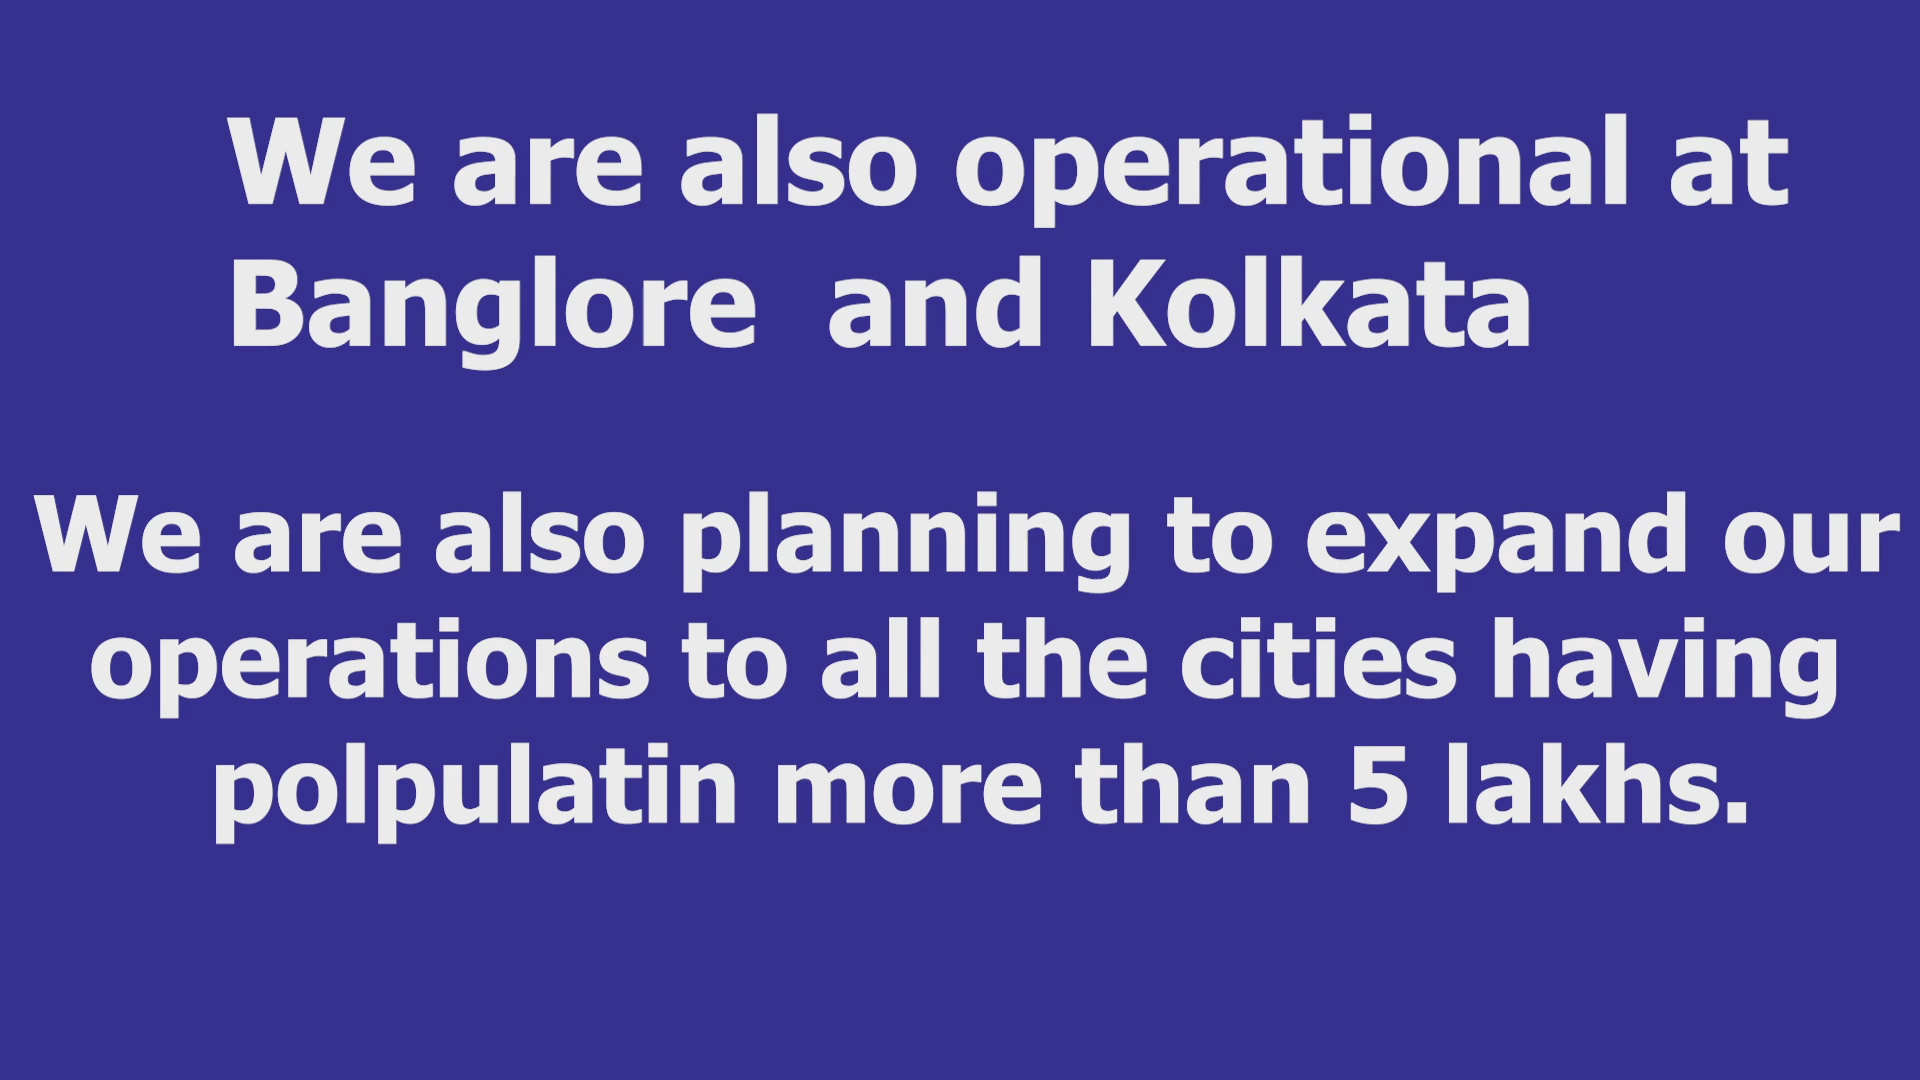 We are also operational at
Banglore  and Kolkata
We are also planning to expand our
operations to all the cities having
polpulatin more than 5 lakhs.